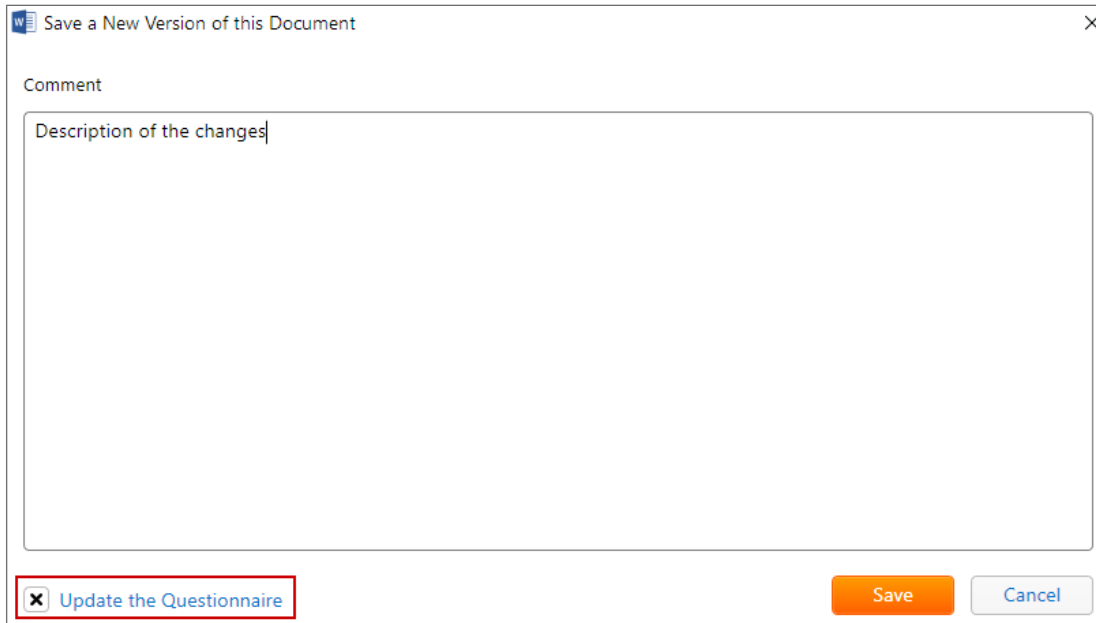 Save a New Version of this Document
Comment
Description of the changes
Update the Questionnaire
Save
Cancel